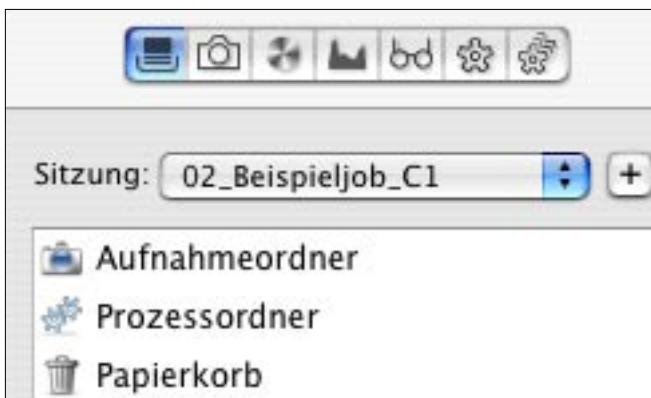 Sitzung: 02_Beispieljob_C1 +
Aufnahmeordner
Prozessordner
Papierkorb